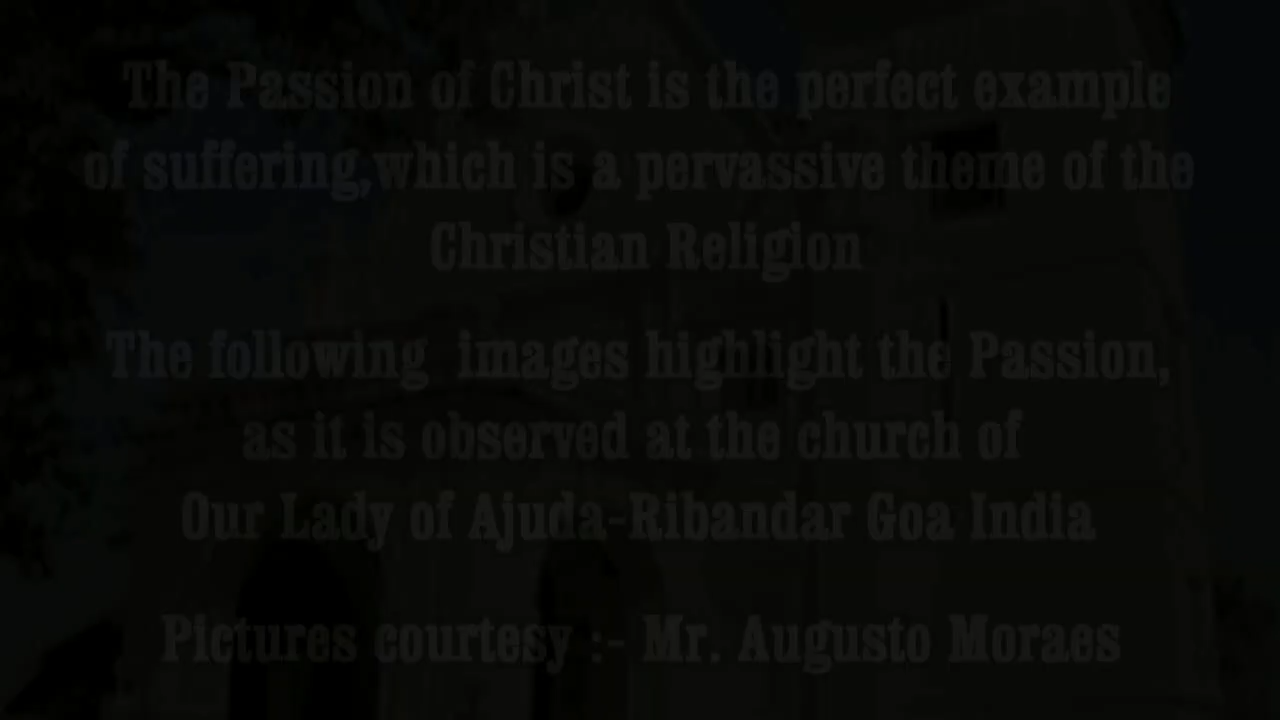 The Passion of Christ is the perfect example
of suffering,which is a pervassive theme of the
Christian Religion
The following images highlight the Passion,
as it is observed at the church of
Our Lady of Ajuda-Ribandar Goa India
Pictures courtesy :- Mr. Augusto Moraes